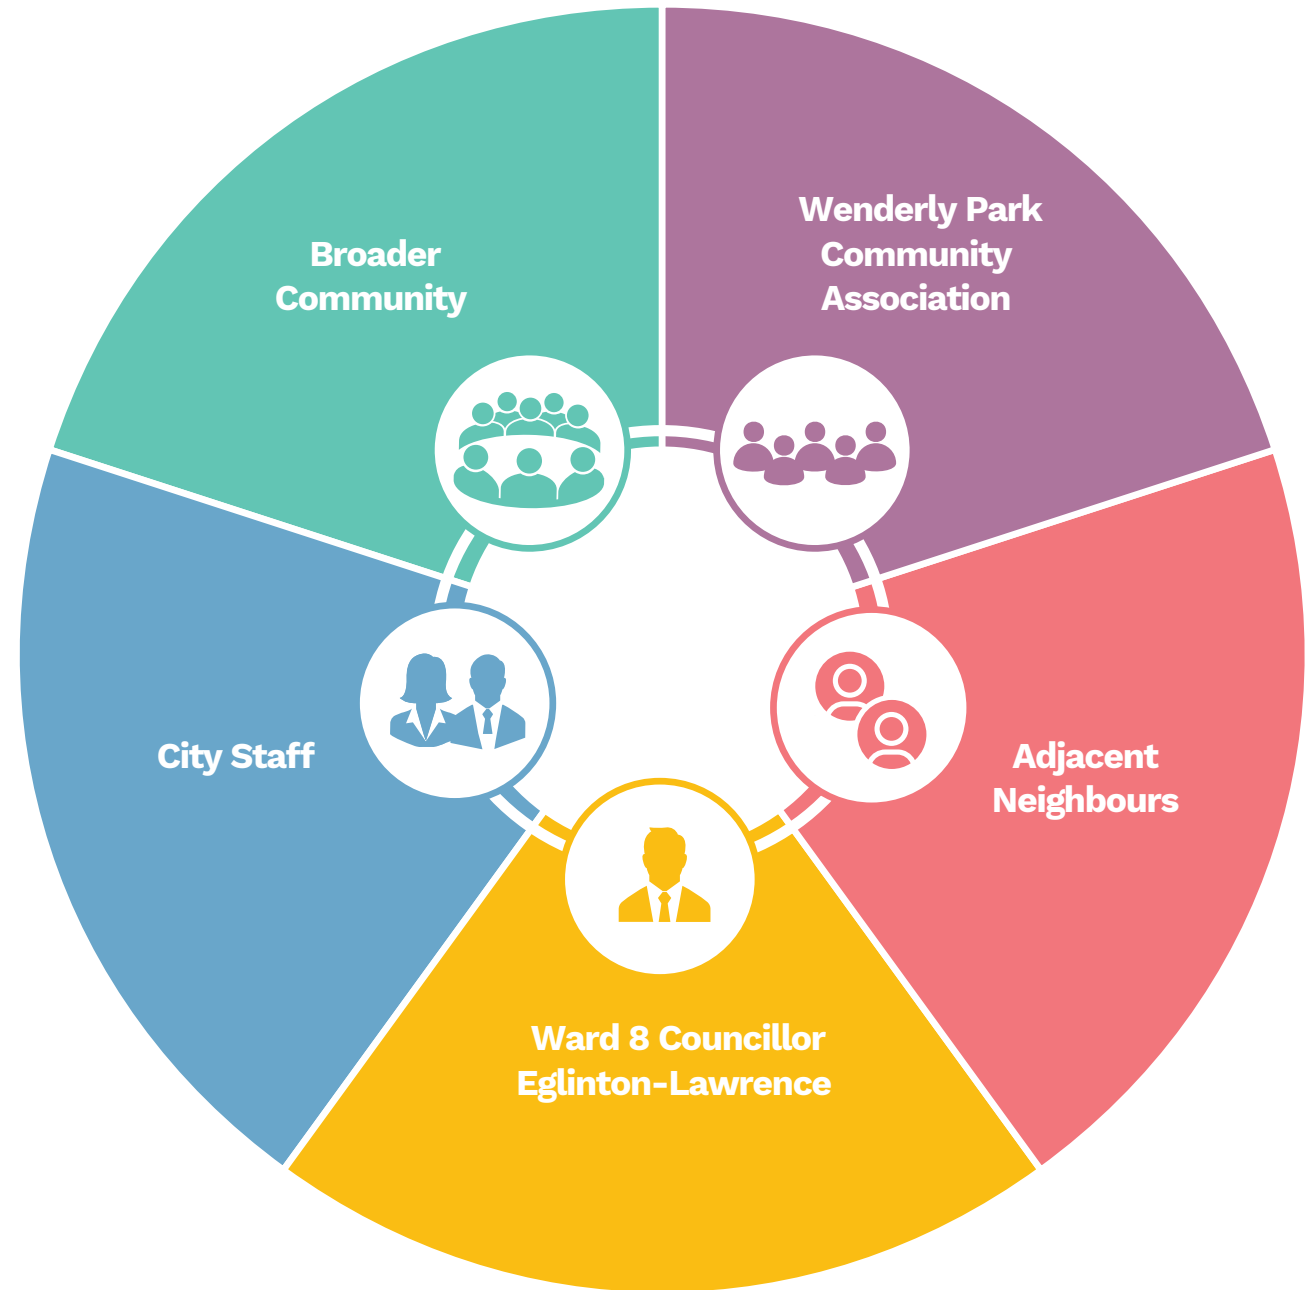 Broader
Community
Wenderly Park
Community
Association
City Staff
Adjacent
Neighbours
Ward 8 Councillor
Eglinton-Lawrence